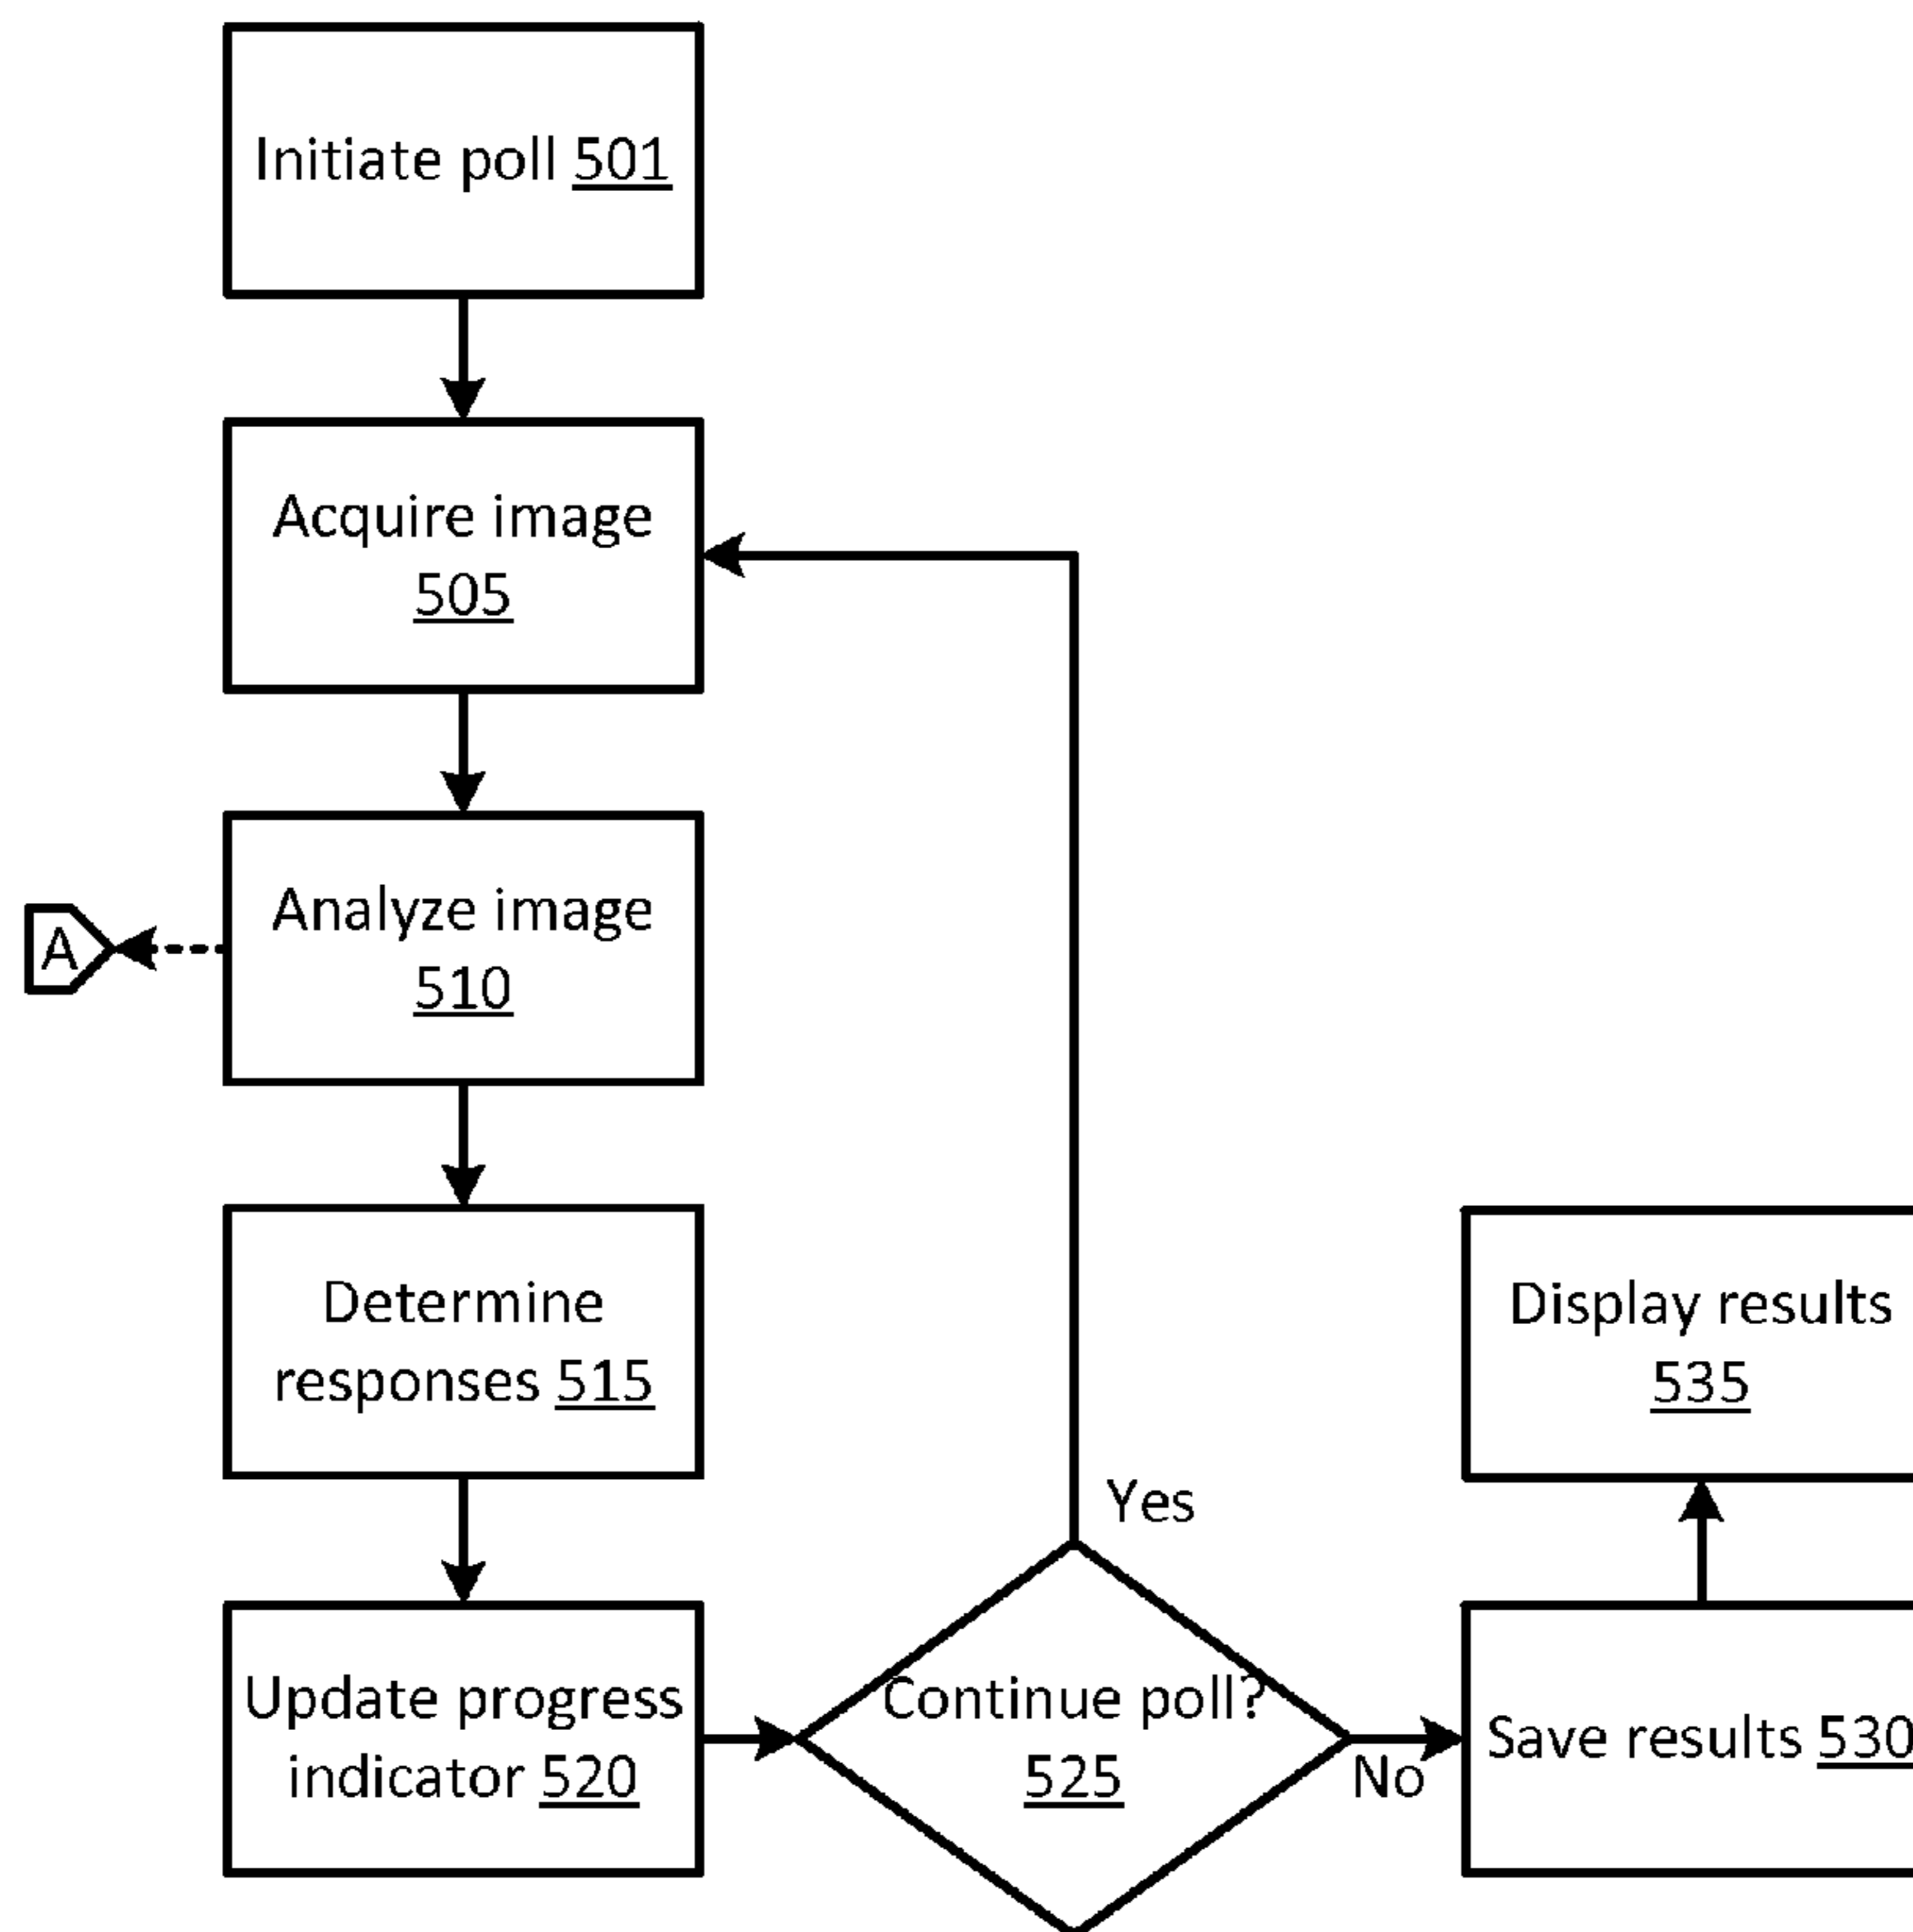 Initiate poll 501
Acquire image
505
Analyze image
510
A
Determine
responses 515
Update progress
indicator 520
Continue poll?
525
Yes
No
Save results 530
Display results
535